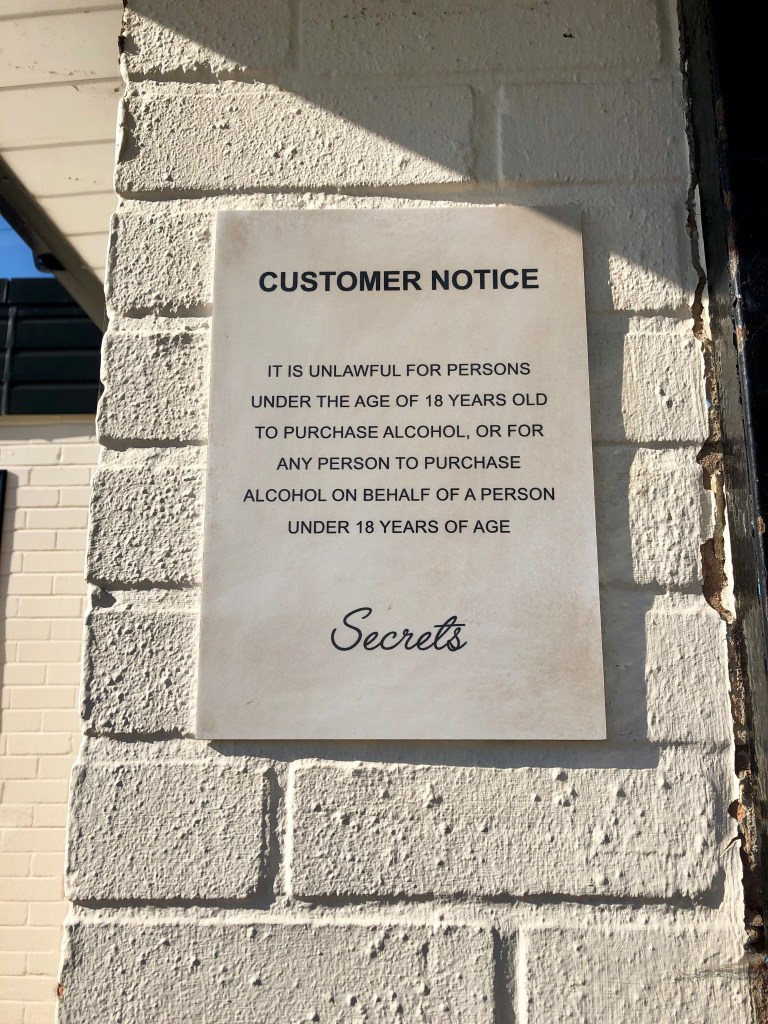 CUSTOMER NOTICE
IT IS UNLAWFUL FOR PERSONS
UNDER THE AGE OF 18 YEARS OLD
TO PURCHASE ALCOHOL, OR FOR
ANY PERSON TO PURCHASE
ALCOHOL ON BEHALF OF A PERSON
UNDER 18 YEARS OF AGE
Secrets